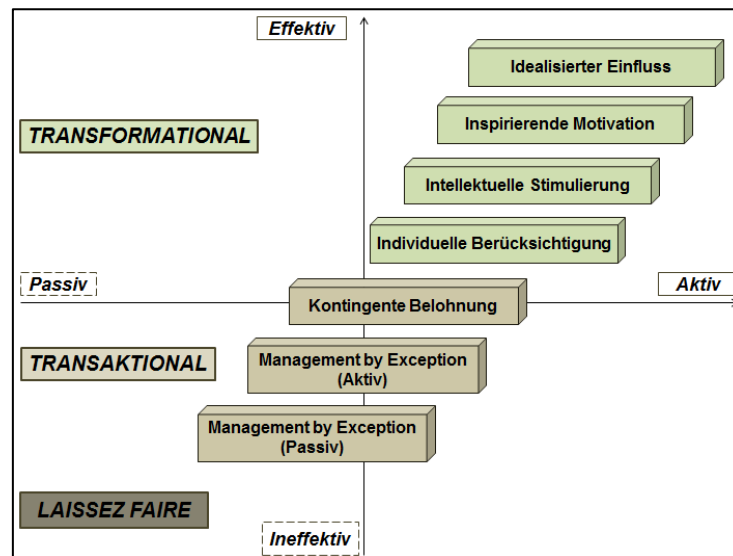 Effektiv
Idealisierter Einfluss
TRANSFORMATIONAL
Inspirierende Motivation
Intellektuelle Stimulierung
Individuelle Berücksichtigung
Passiv
Aktiv
Kontingente Belohnung
TRANSAKTIONAL
Management by Exception
(Aktiv)
Management by Exception
(Passiv)
LAISSEZ FAIRE
Ineffektiv